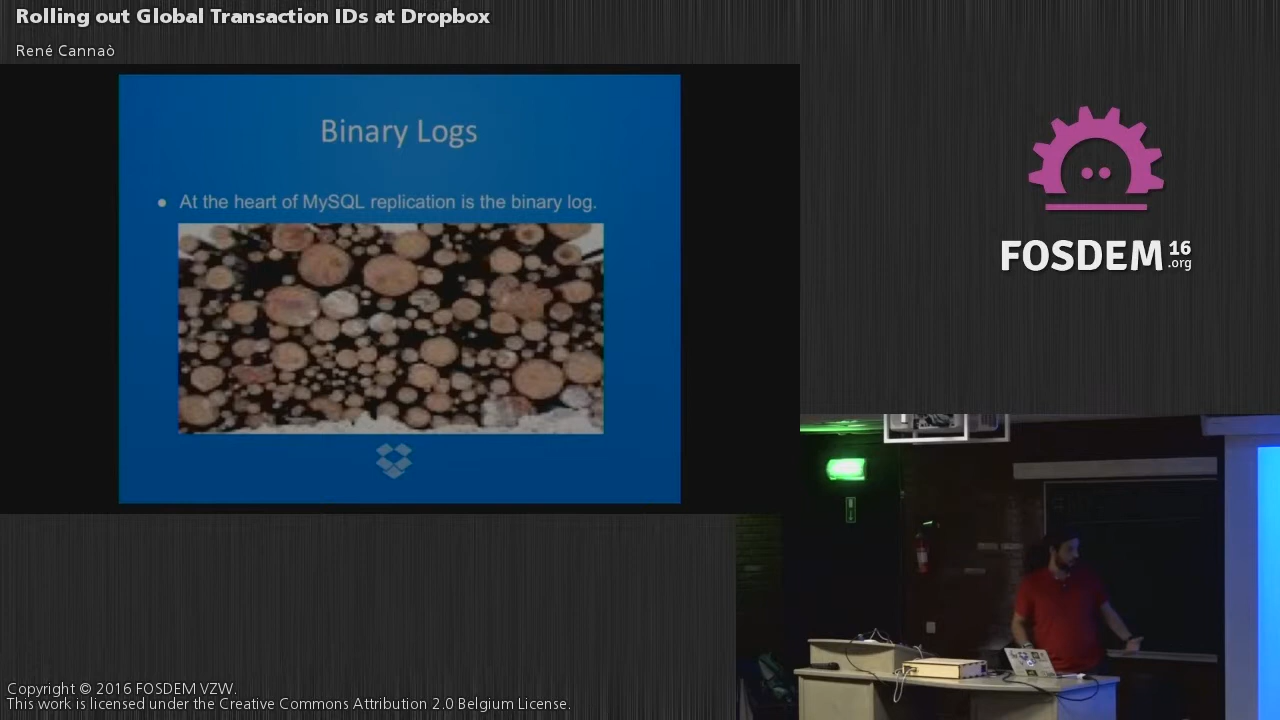 Rolling out Global Transaction IDs at Dropbox
René Cannaò
Binary Logs
● At the heart of MySQL replication is the binary log.
FOSDEM 16
.org
Copyright © 2016 FOSDEM VZW.
This work is licensed under the Creative Commons Attribution 2.0 Belgium License.